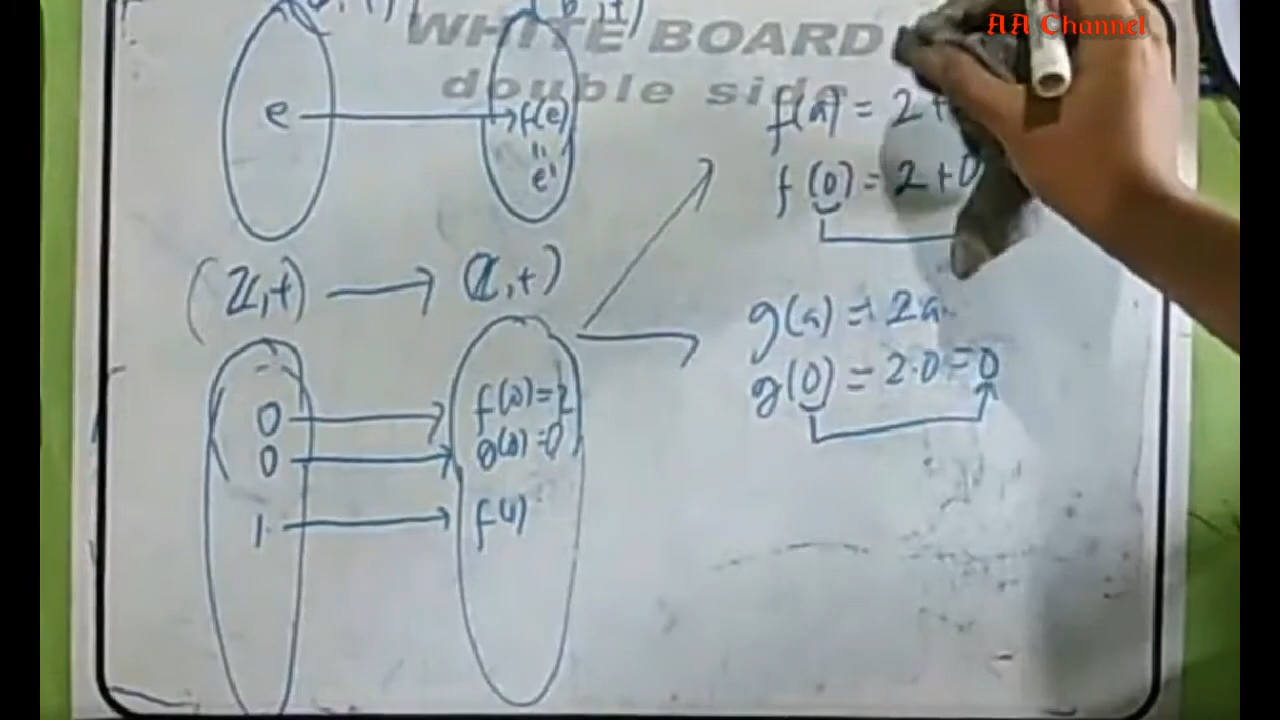 WHITE BOARD
double side
AA Channel
e → f(e)
"
e'
(ℤ,+) → (ℤ,+)
0 → f(0)=2
0 → g(0)=0
1 → f(1)
f(a) = 2+
f(0) = 2+0
g(a) = 2a
g(0) = 2·0=0